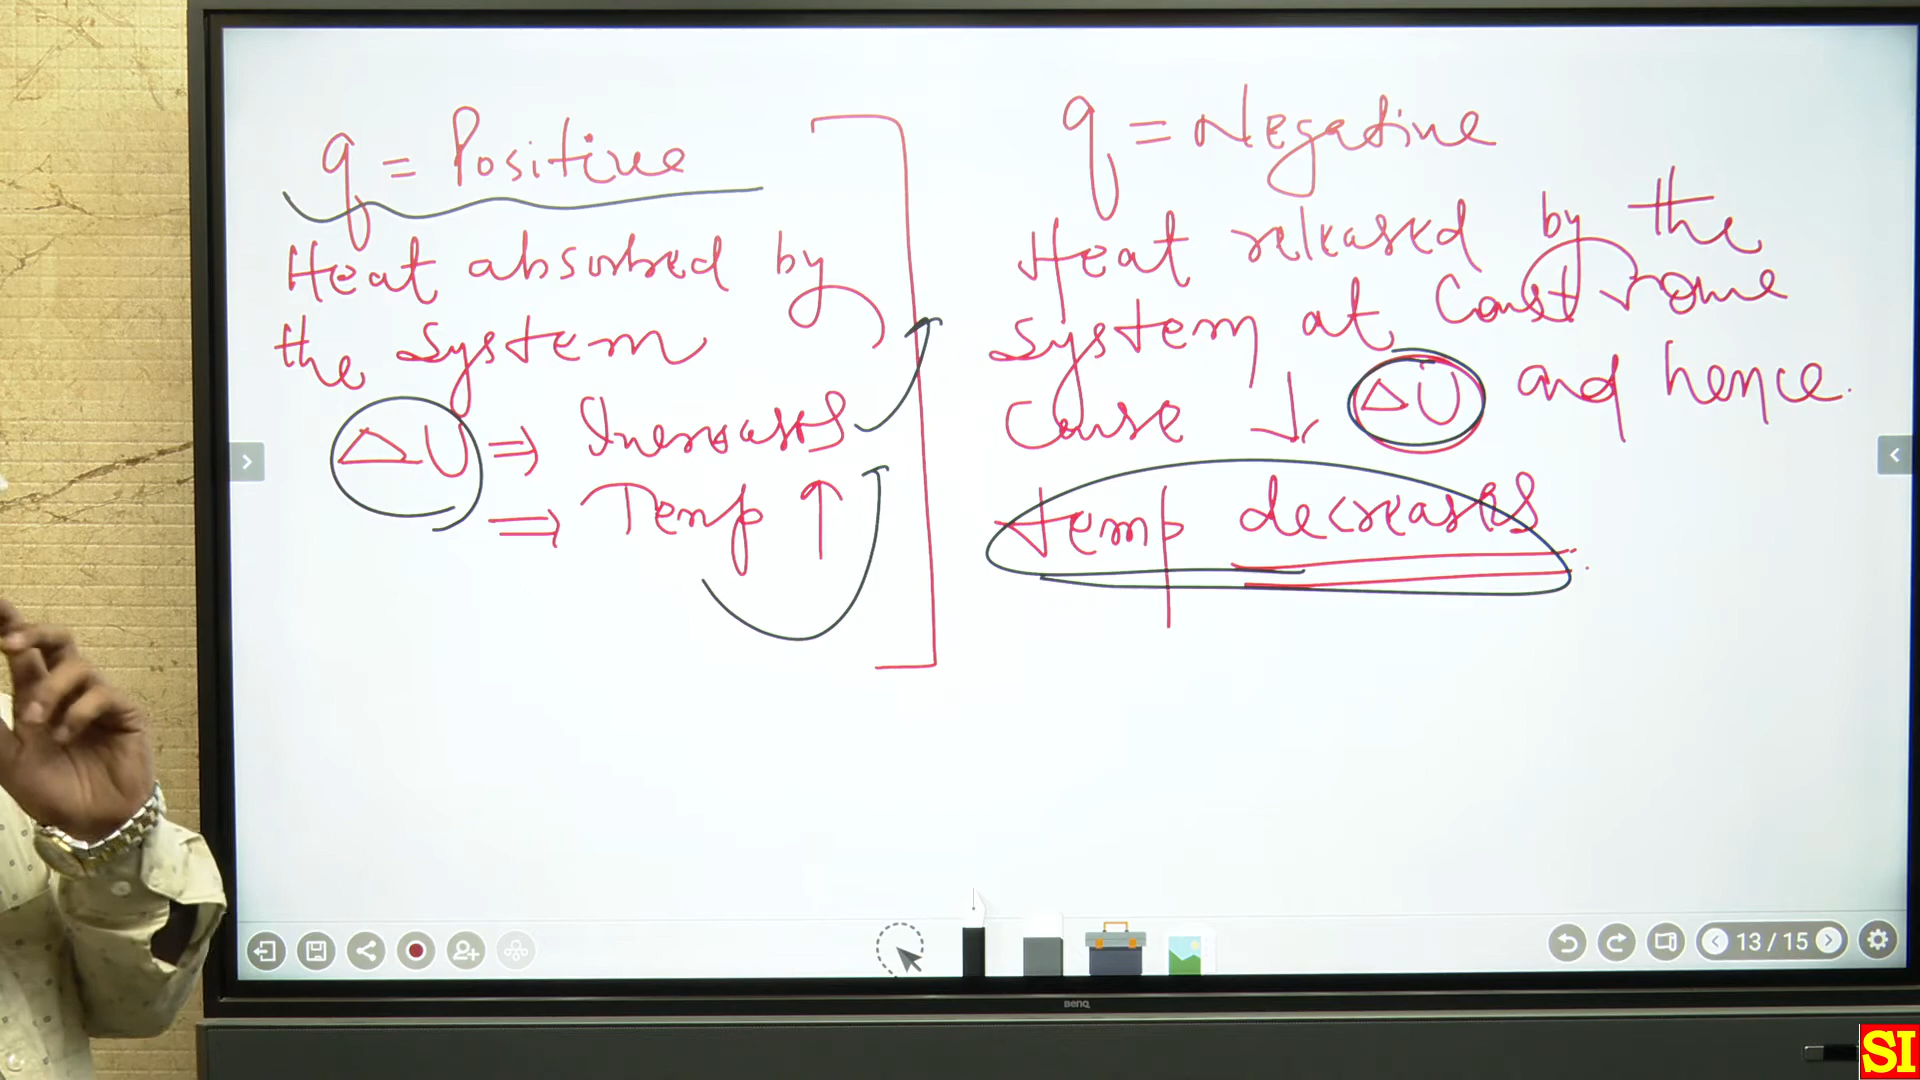 q = Positive
Heat absorbed by
the System
ΔU ⇒ Increases
⇒ Temp ↑
q = Negative
Heat released by the
System at Const volume
Cause ↓ ΔU and hence.
temp decreases
13 / 15
BenQ
SI